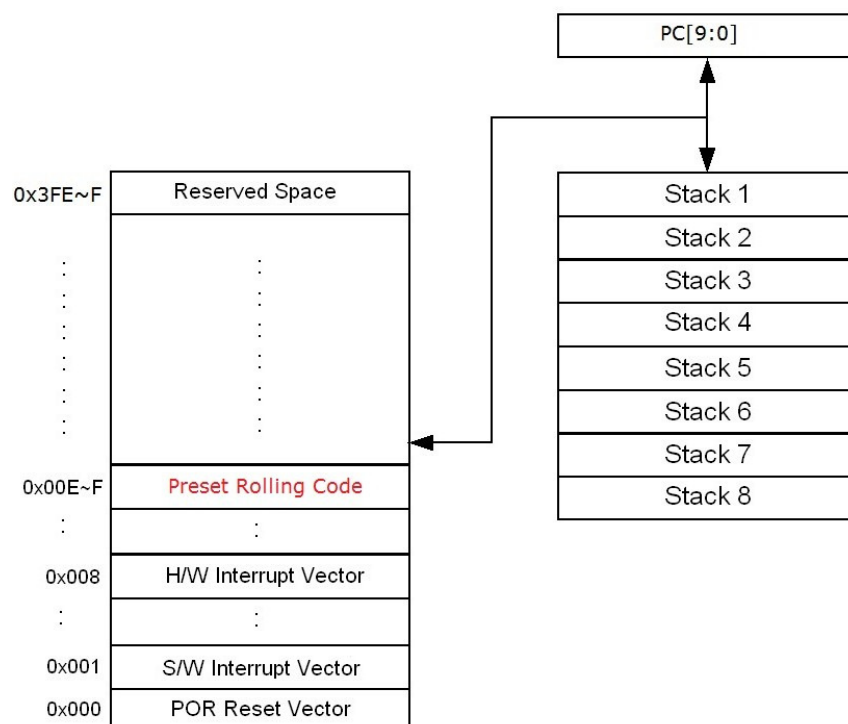 PC[9:0]
0x3FE~F Reserved Space
Stack 1
Stack 2
Stack 3
Stack 4
Stack 5
Stack 6
Stack 7
Stack 8
0x00E~F Preset Rolling Code
0x008 H/W Interrupt Vector
0x001 S/W Interrupt Vector
0x000 POR Reset Vector